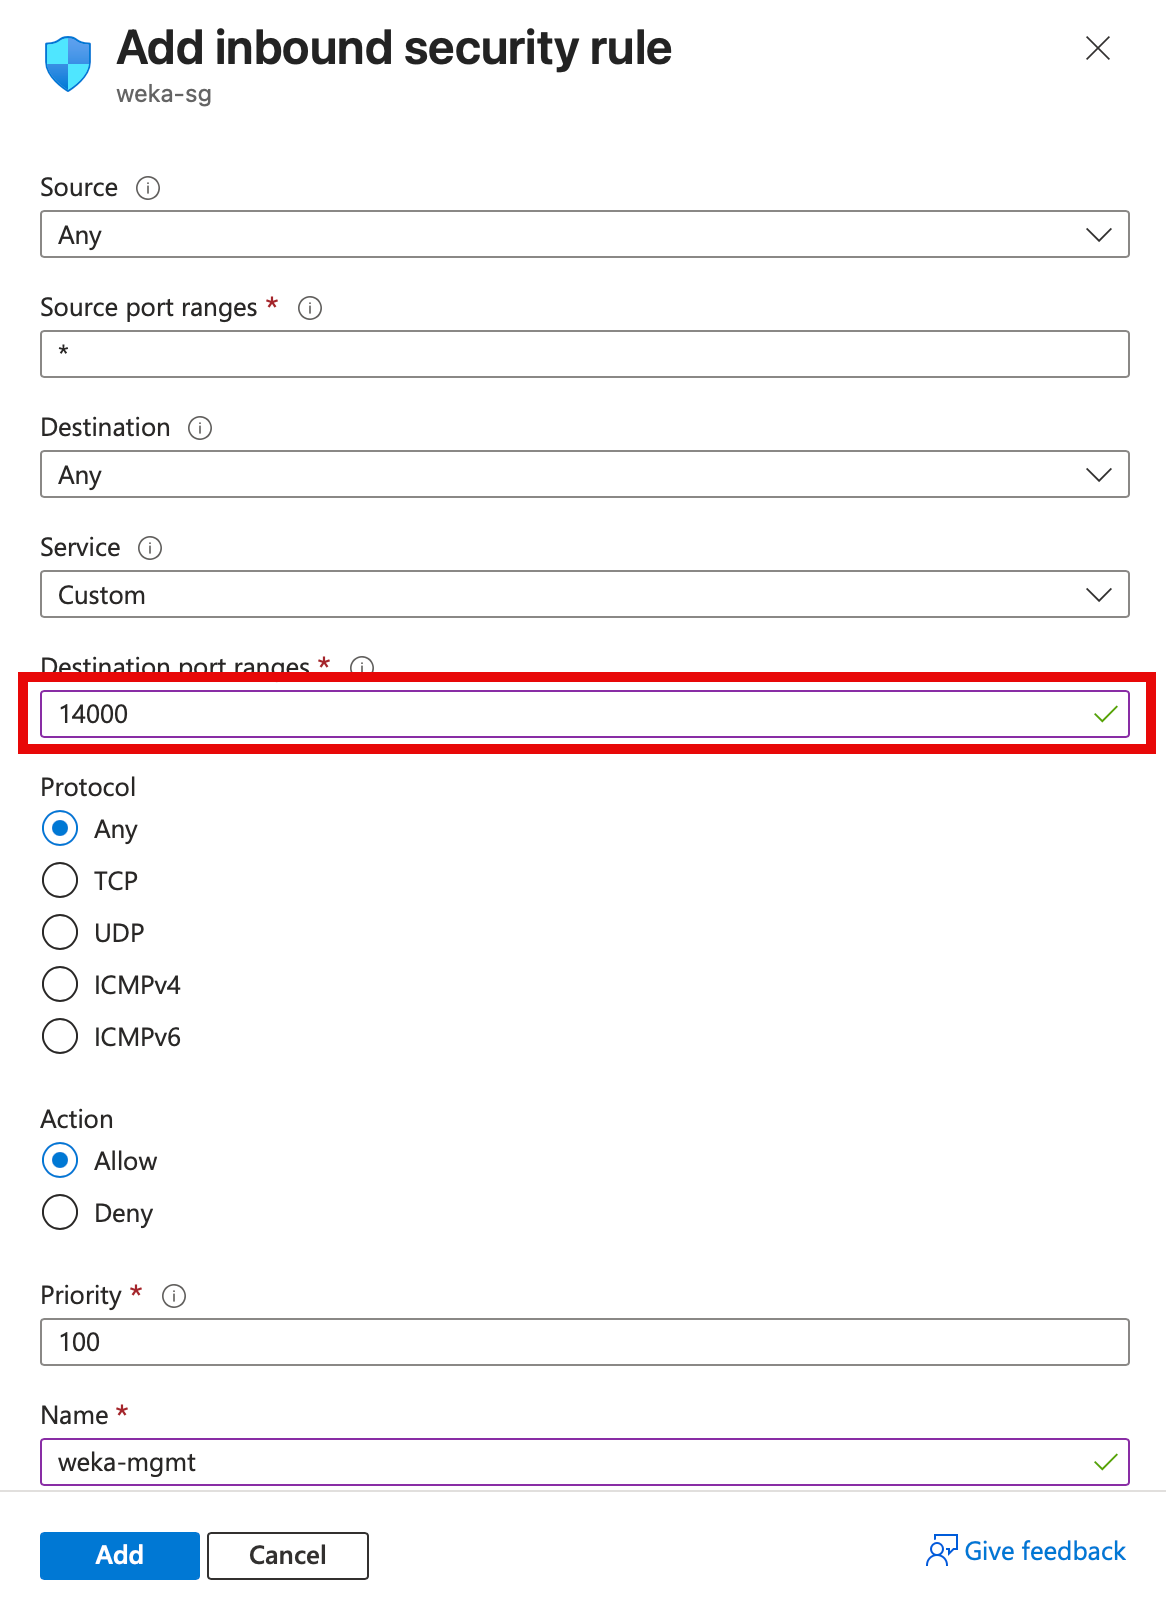 Add inbound security rule
weka-sg
Source
Any
Source port ranges *
*
Destination
Any
Service
Custom
Destination port ranges *
14000
Protocol
Any
TCP
UDP
ICMPv4
ICMPv6
Action
Allow
Deny
Priority *
100
Name *
weka-mgmt
Add Cancel Give feedback